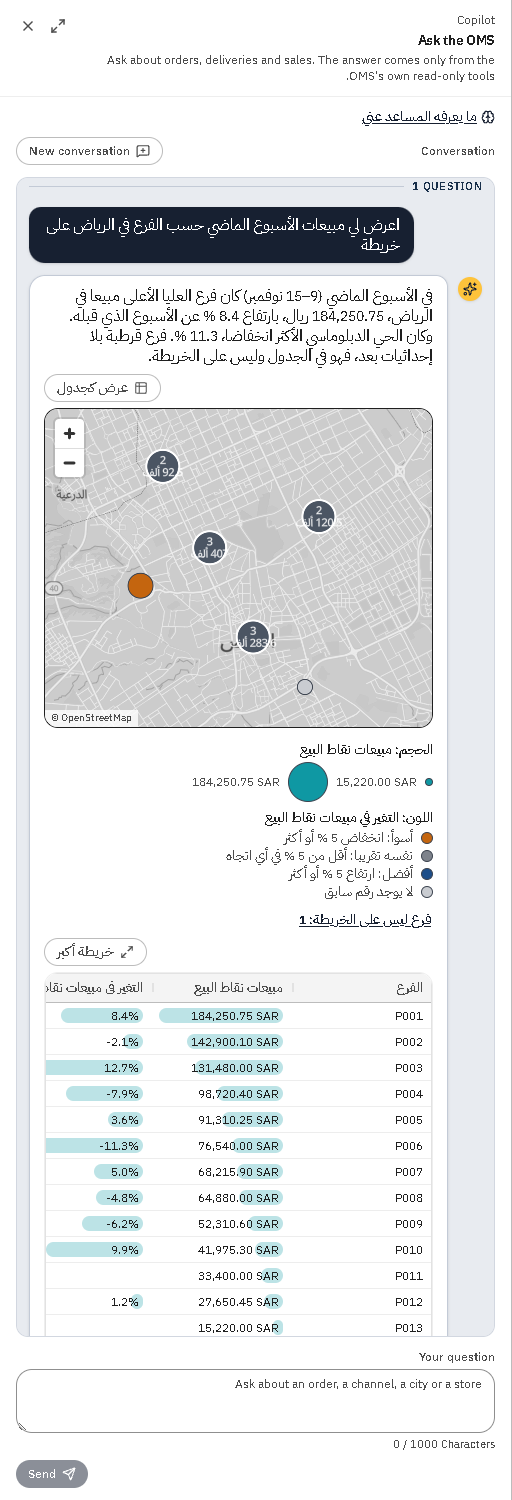 Copilot
Ask the OMS
Ask about orders, deliveries and sales. The answer comes only from the
OMS's own read-only tools.
ما يعرفه المساعد عني
Conversation
New conversation
1 QUESTION
اعرض لي مبيعات الأسبوع الماضي حسب الفرع في الرياض على
خريطة
في الأسبوع الماضي (9–15 نوفمبر) كان فرع العليا الأعلى مبيعا في
الرياض، 184,250.75 ريال، بارتفاع 8.4 % عن الأسبوع الذي قبله.
وكان الحي الدبلوماسي الأكثر انخفاضا، 11.3 %. فرع قرطبة بلا
إحداثيات بعد، فهو في الجدول وليس على الخريطة.
عرض كجدول
+
−
2
الدرعية
2
3
40
3
© OpenStreetMap
الحجم: مبيعات نقاط البيع
15,220.00 SAR
184,250.75 SAR
اللون: التغير في مبيعات نقاط البيع
أسوأ: انخفاض 5 % أو أكثر
نفسه تقريبا: أقل من 5 % في أي اتجاه
أفضل: ارتفاع 5 % أو أكثر
لا يوجد رقم سابق
فرع ليس على الخريطة: 1
خريطة أكبر
الفرع مبيعات نقاط البيع التغير في مبيعات
P001 184,250.75 SAR 8.4%
P002 142,900.10 SAR -2.1%
P003 131,480.00 SAR 12.7%
P004 98,720.40 SAR -7.9%
P005 91,310.25 SAR 3.6%
P006 76,540.00 SAR -11.3%
P007 68,215.90 SAR 5.0%
P008 64,880.00 SAR -4.8%
P009 52,310.60 SAR -6.2%
P010 41,975.30 SAR 9.9%
P011 33,400.00 SAR
P012 27,650.45 SAR 1.2%
P013 15,220.00 SAR
Your question
Ask about an order, a channel, a city or a store
0 / 1000 Characters
Send